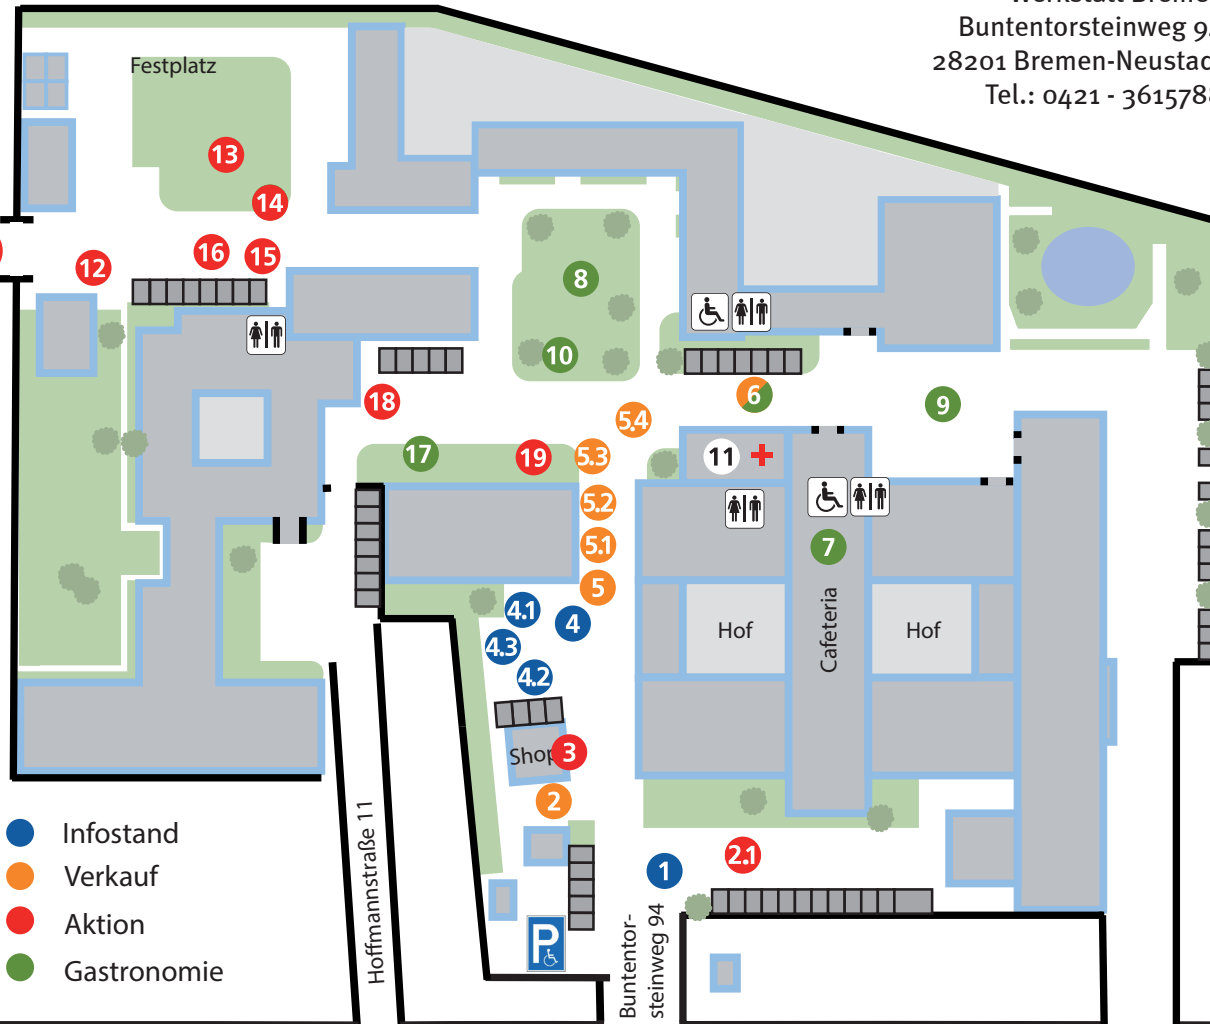 Buntentorsteinweg
28201 Bremen-Neustad
Tel.: 0421 - 361578
Festplatz
13
14
16
15
12
8
10
18
6
9
5.4
17
19
5.3
11
5.2
5.1
7
5
4.1
4
4.3
4.2
Hof
Hof
Cafeteria
Shop
3
2
2.1
1
P
Infostand
Verkauf
Aktion
Gastronomie
Hoffmannstraße 11
Buntentor-
steinweg 94